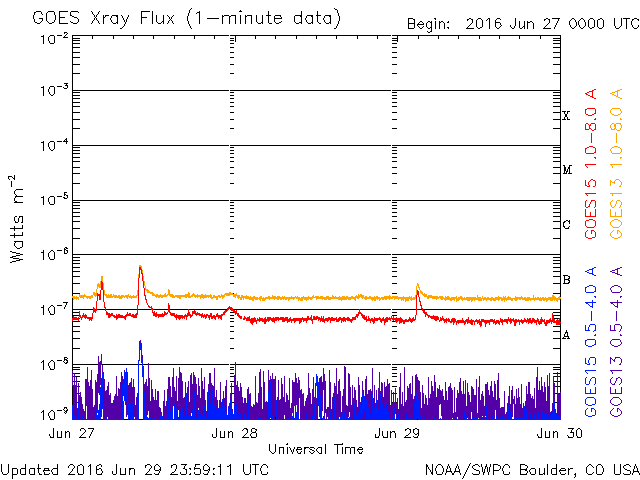 GOES Xray Flux (1-minute data)
Begin: 2016 Jun 27 0000 UTC
Watts m-2
10-2
10-3
10-4
10-5
10-6
10-7
10-8
10-9
X
M
C
B
A
GOES15 0.5-4.0 A GOES15 1.0-8.0 A
GOES13 0.5-4.0 A GOES13 1.0-8.0 A
Jun 27 Jun 28 Jun 29 Jun 30
Universal Time
Updated 2016 Jun 29 23:59:11 UTC
NOAA/SWPC Boulder, CO USA